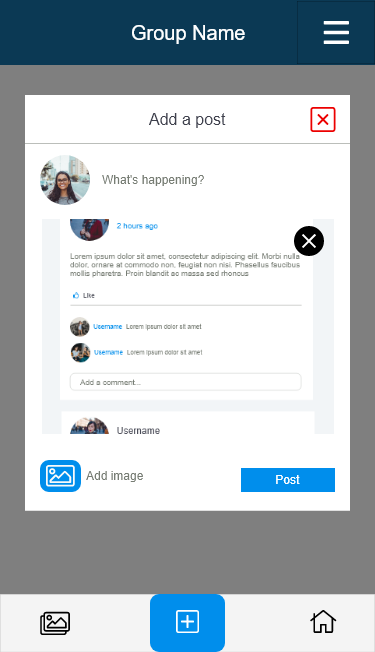 Group Name
Add a post
What's happening?
2 hours ago
Lorem ipsum dolor sit amet, consectetur adipiscing elit. Morbi nulla
dolor, ornare at commodo non, feugiat non nisi. Phasellus faucibus
mollis pharetra. Proin blandit ac massa sed rhoncus
Like
Username Lorem ipsum dolor sit amet
Username Lorem ipsum dolor sit amet
Add a comment...
Username
Add image
Post